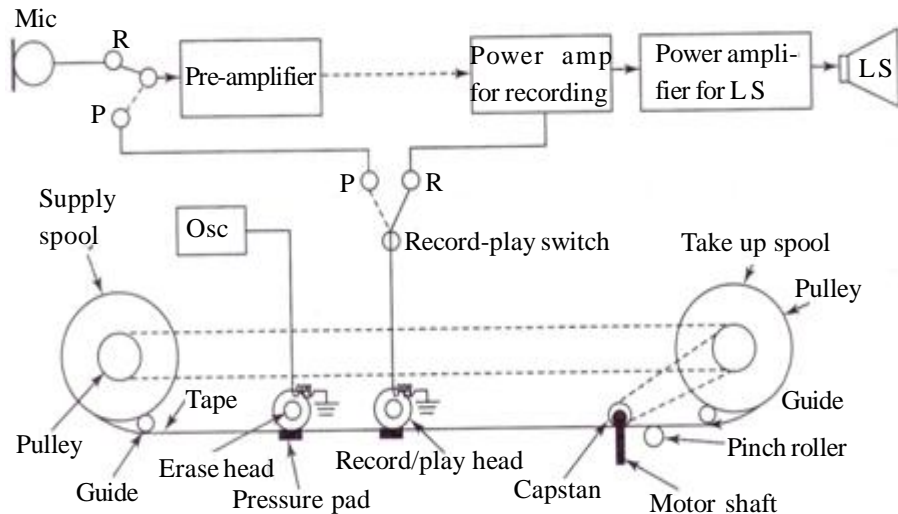 Mic
R
Pre-amplifier
P
Power amp
for recording
Power ampli-
fier for L S
LS
P
R
Supply
spool
Osc
Record-play switch
Take up spool
Pulley
Tape
Guide
Pulley
Erase head
Record/play head
Pinch roller
Guide
Pressure pad
Capstan
Motor shaft